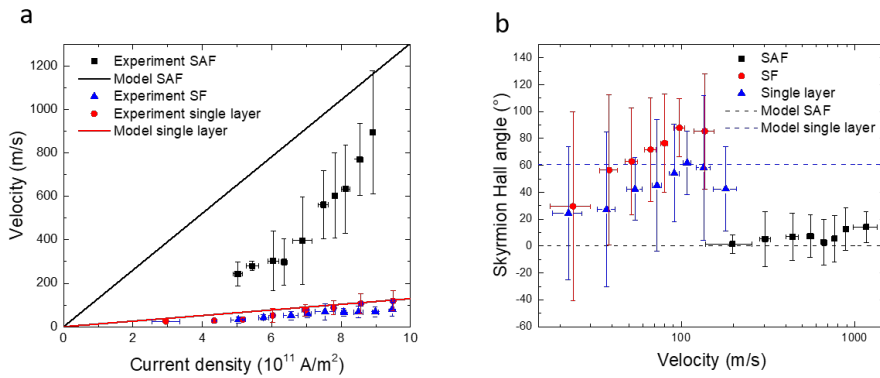 a
1200
1000
800
600
400
200
0
Velocity (m/s)
Experiment SAF
Model SAF
Experiment SF
Experiment single layer
Model single layer
0 2 4 6 8 10
Current density (10¹¹ A/m²)
b
140
120
100
80
60
40
20
0
-20
-40
-60
Skyrmion Hall angle (°)
SAF
SF
Single layer
Model SAF
Model single layer
100 1000
Velocity (m/s)